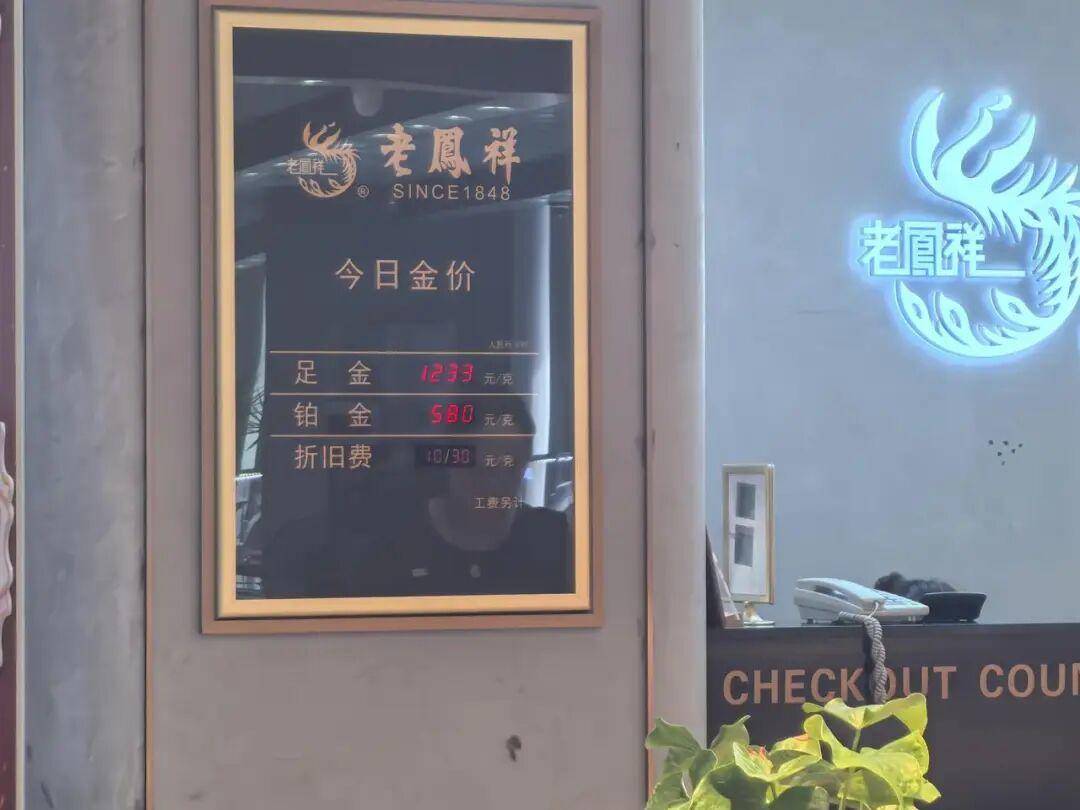 老鳳祥
老鳳祥
®
SINCE1848
今日金价
足金 1233 元/克
铂金 580 元/克
折旧费 10/30 元/克
工费另计
老鳳祥
CHECKOUT COUN